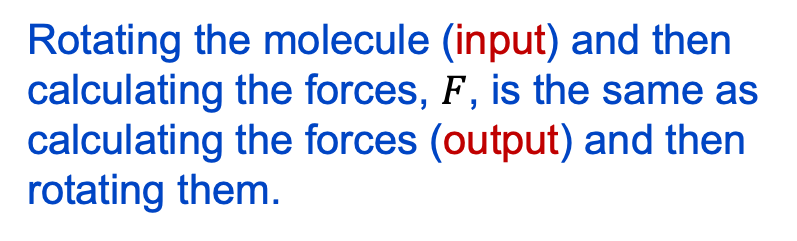 Rotating the molecule (input) and then
calculating the forces, F, is the same as
calculating the forces (output) and then
rotating them.